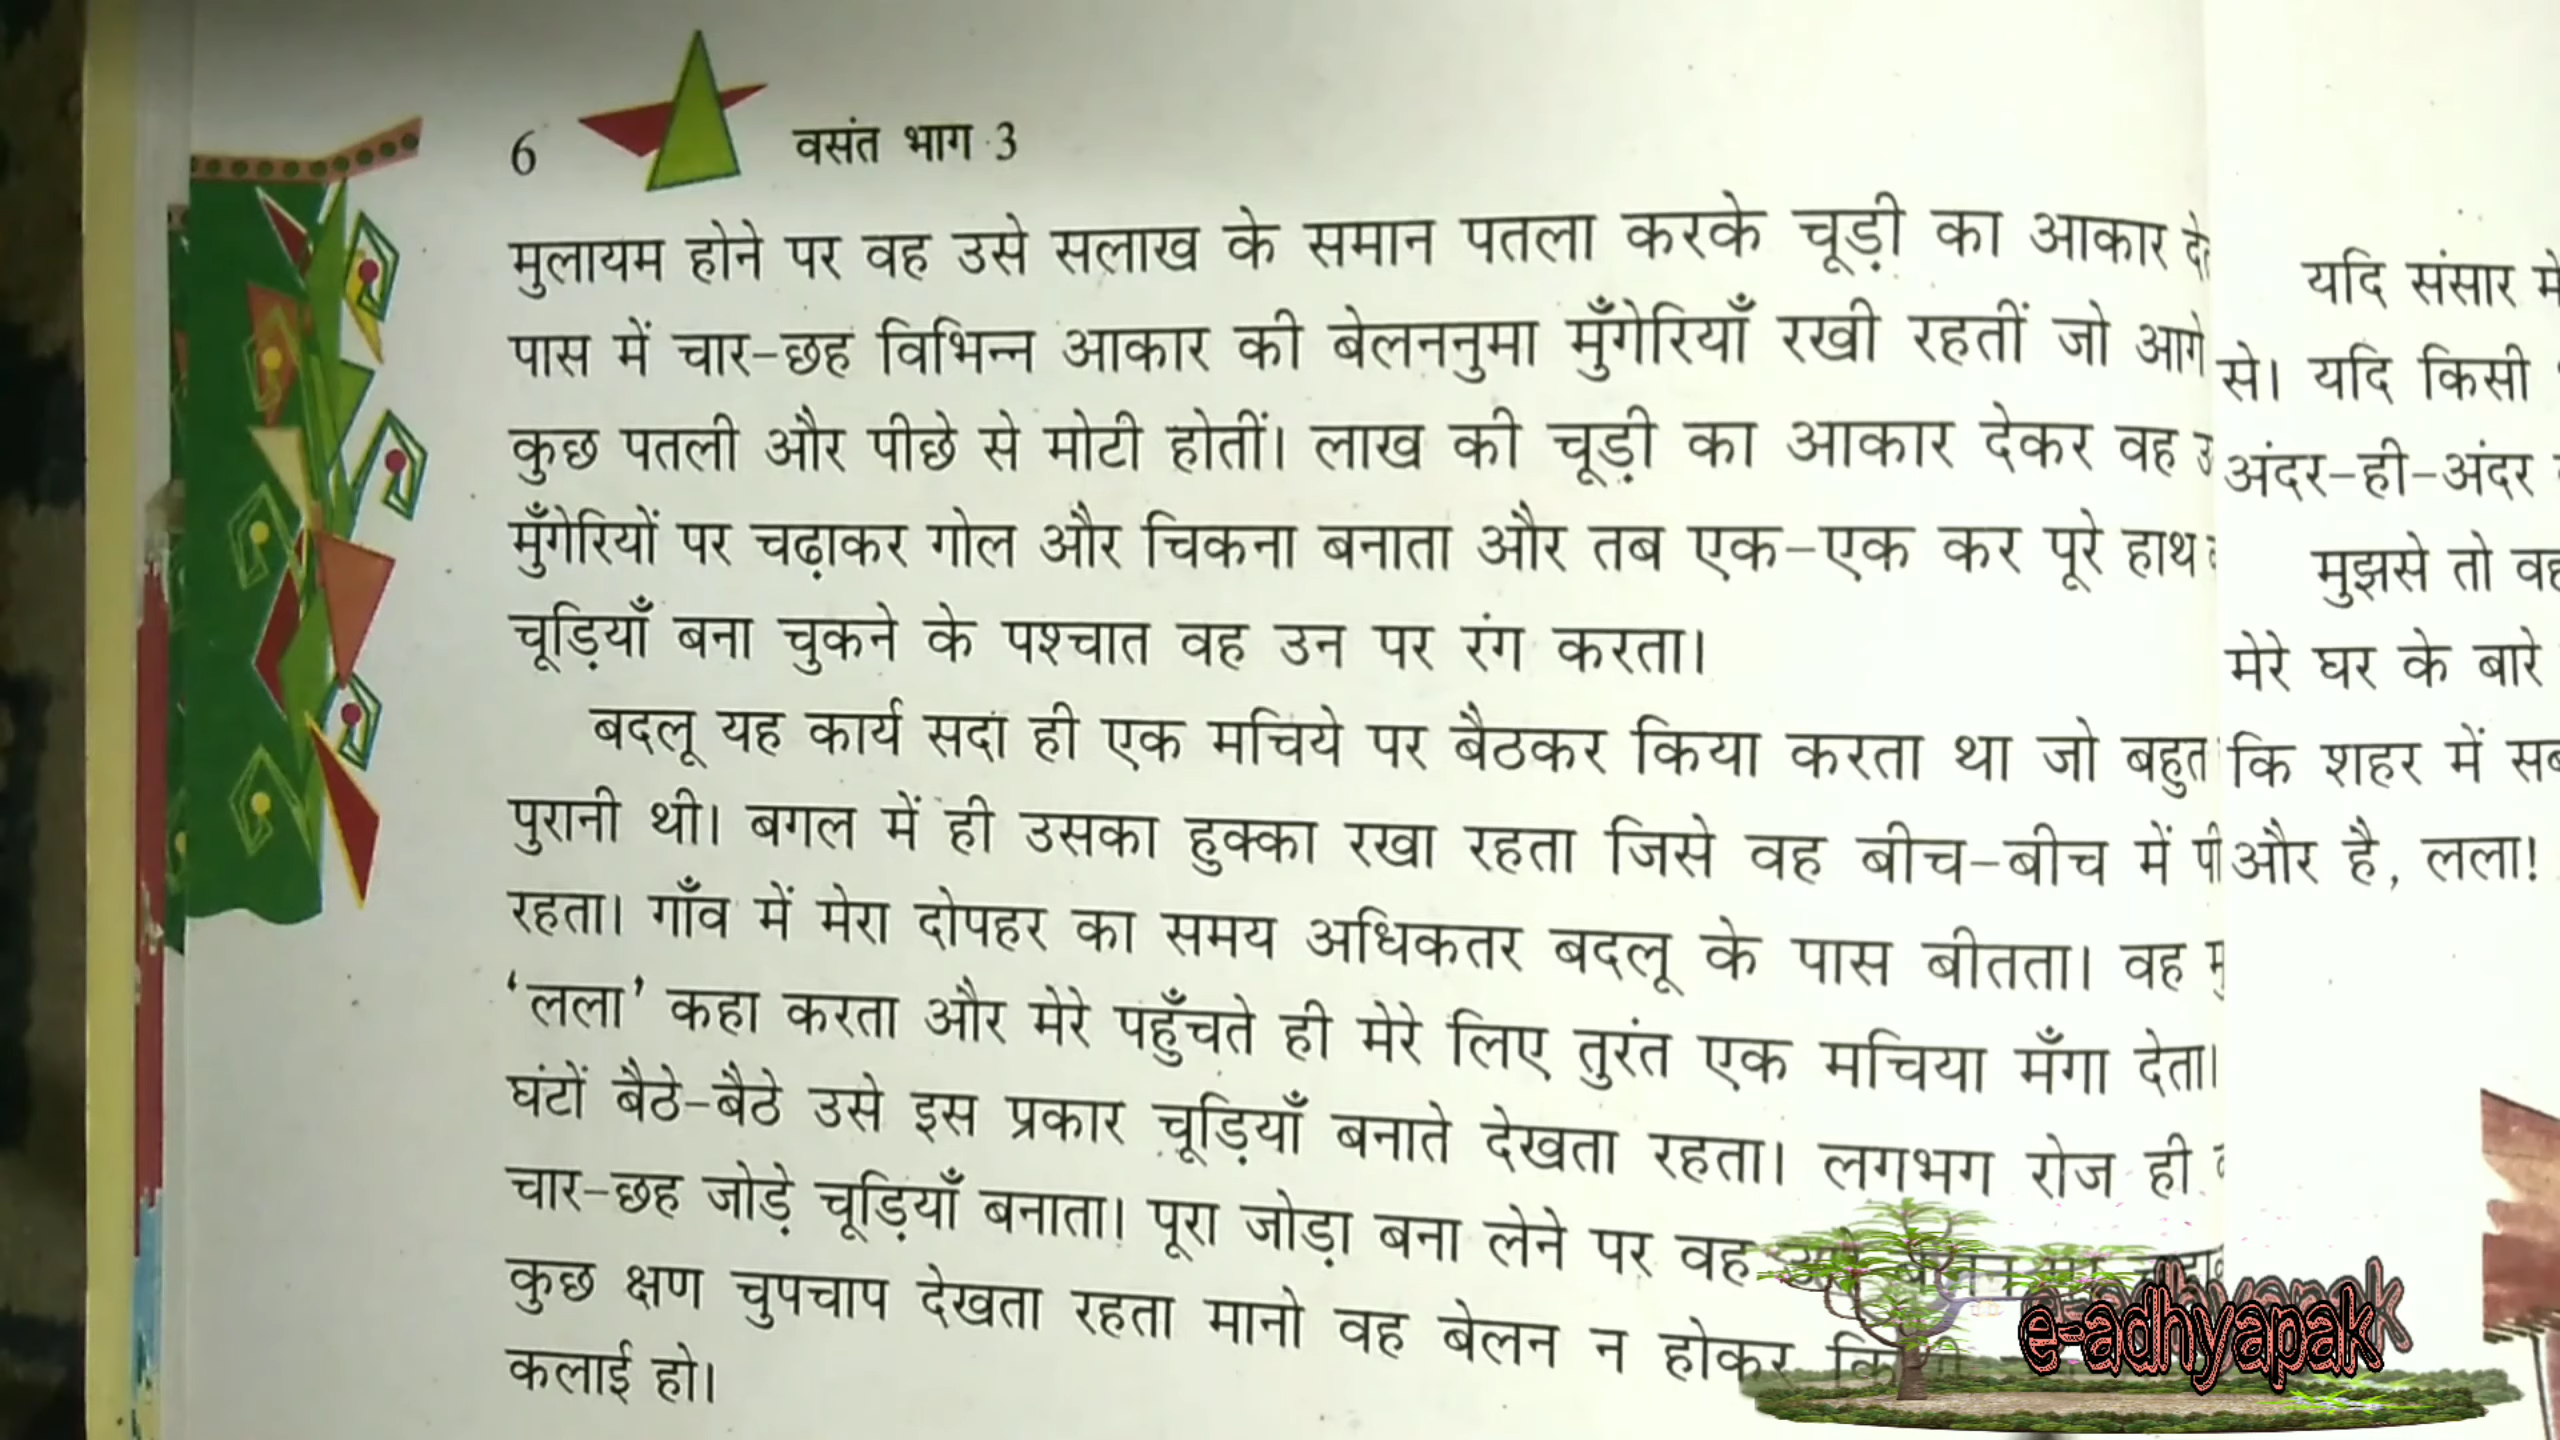 6
वसंत भाग 3
मुलायम होने पर वह उसे सलाख के समान पतला करके चूड़ी का आकार
पास में चार-छह विभिन्न आकार की बेलननुमा मुँगेरियाँ रखी रहतीं जो आगे
कुछ पतली और पीछे से मोटी होतीं। लाख की चूड़ी का आकार देकर वह
मुँगेरियों पर चढ़ाकर गोल और चिकना बनाता और तब एक-एक कर पूरे हाथ
चूड़ियाँ बना चुकने के पश्चात वह उन पर रंग करता।
बदलू यह कार्य सदा ही एक मचिये पर बैठकर किया करता था जो बहुत
पुरानी थी। बगल में ही उसका हुक्का रखा रहता जिसे वह बीच-बीच में
रहता। गाँव में मेरा दोपहर का समय अधिकतर बदलू के पास बीतता। वह
‘लला’ कहा करता और मेरे पहुँचते ही मेरे लिए तुरंत एक मचिया मँगा देता।
घंटों बैठे-बैठे उसे इस प्रकार चूड़ियाँ बनाते देखता रहता। लगभग रोज ही
चार-छह जोड़े चूड़ियाँ बनाता। पूरा जोड़ा बना लेने पर वह
कुछ क्षण चुपचाप देखता रहता मानो वह बेलन न होकर
कलाई हो।
यदि संसार
से। यदि किसी
अंदर-ही-अंदर
मुझसे तो
मेरे घर के बारे
कि शहर में
और है, लला!
e-adhyapak